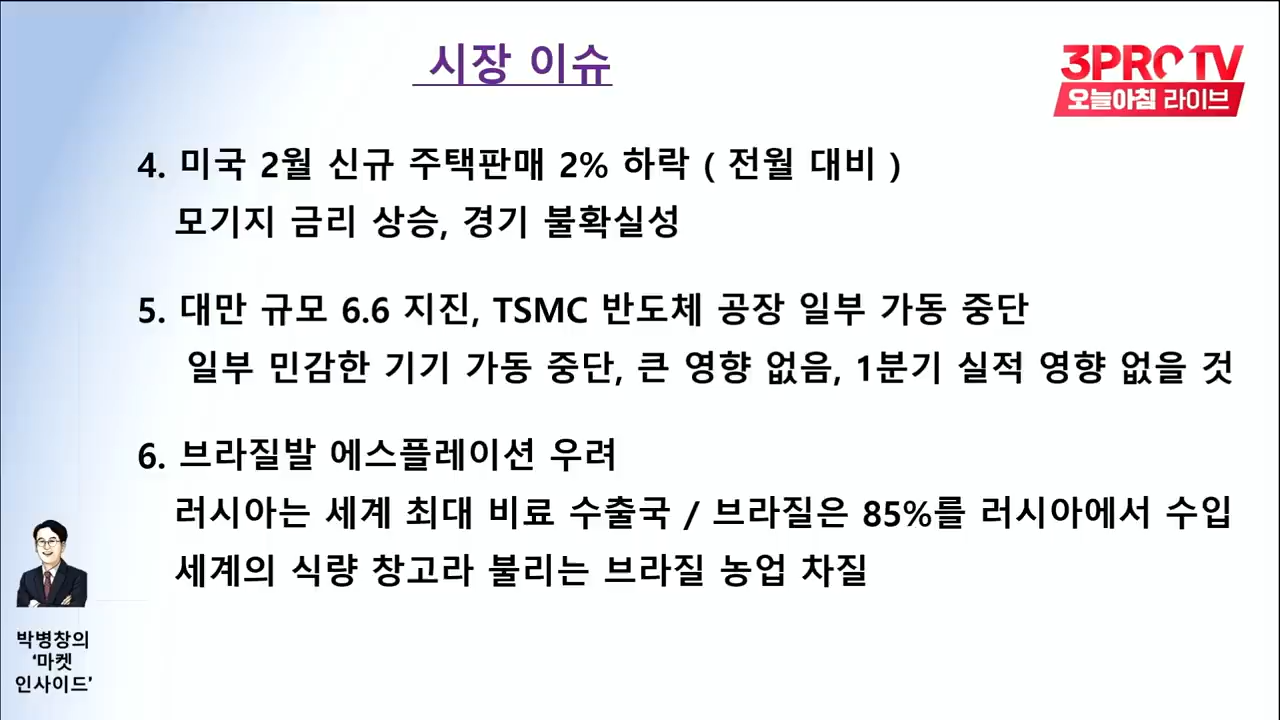 시장 이슈
3PRO TV
오늘아침 라이브
4. 미국 2월 신규 주택판매 2% 하락 ( 전월 대비 )
모기지 금리 상승, 경기 불확실성
5. 대만 규모 6.6 지진, TSMC 반도체 공장 일부 가동 중단
일부 민감한 기기 가동 중단, 큰 영향 없음, 1분기 실적 영향 없을 것
6. 브라질발 에스플레이션 우려
러시아는 세계 최대 비료 수출국 / 브라질은 85%를 러시아에서 수입
세계의 식량 창고라 불리는 브라질 농업 차질
박병창의
‘마켓
인사이드’